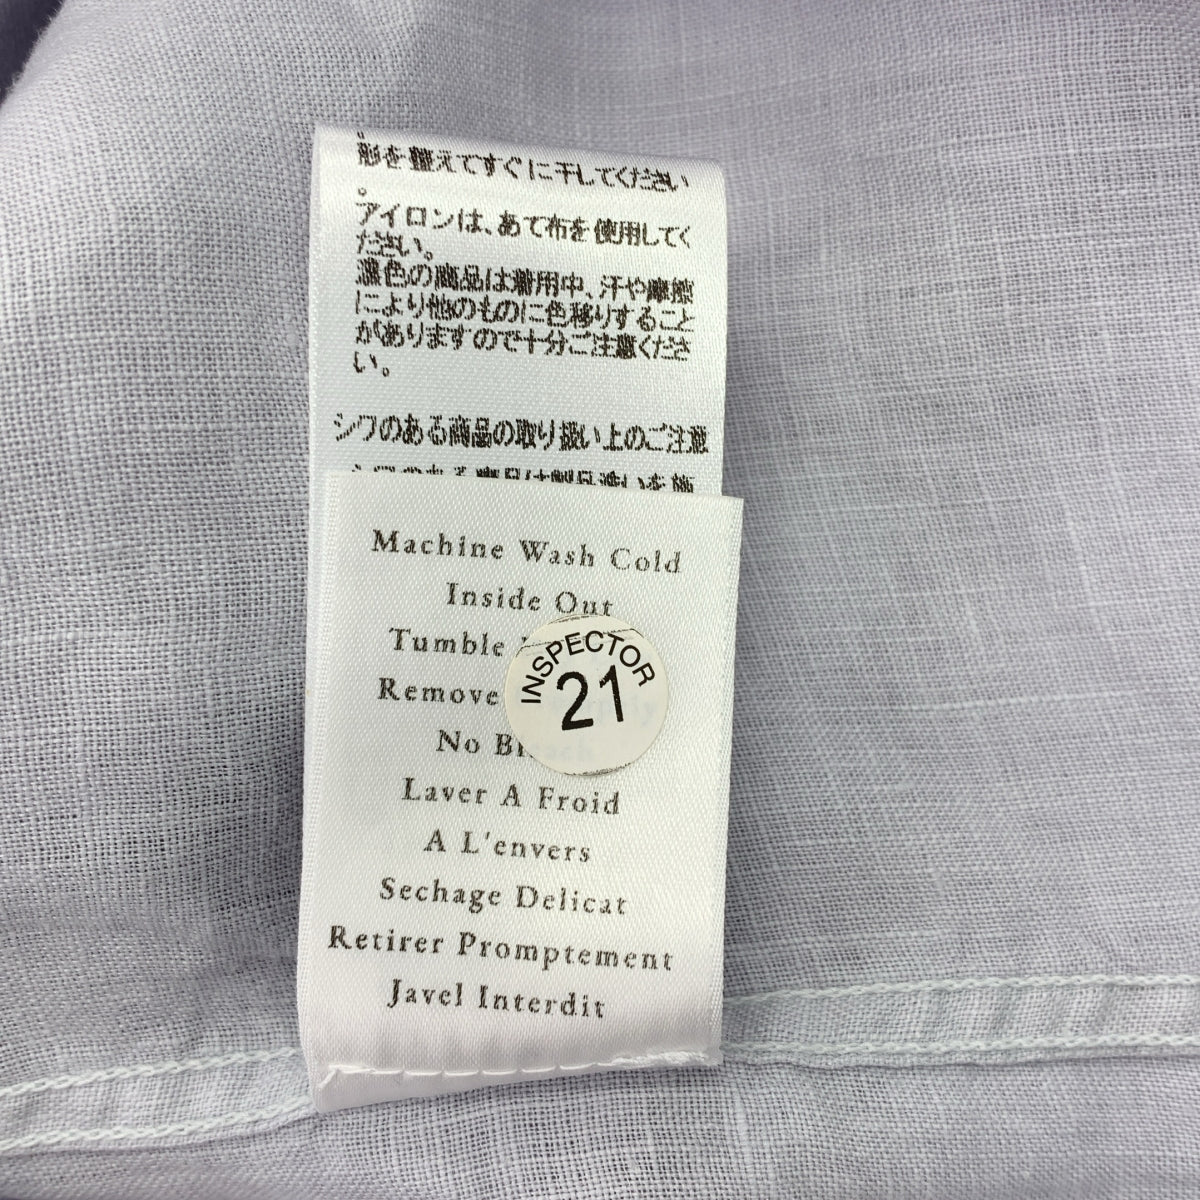 形を整えてすぐに干してください
。
アイロンは、あて布を使用してく
ださい。
濃色の商品は着用中、汗や摩擦
により他のものに色移りすること
がありますので十分ご注意くださ
い。
シワのある商品の取り扱い上のご注意
Machine Wash Cold
Inside Out
Tumble
INSPECTOR
21
Remove
No Bleach
Laver A Froid
A L'envers
Sechage Delicat
Retirer Promptement
Javel Interdit